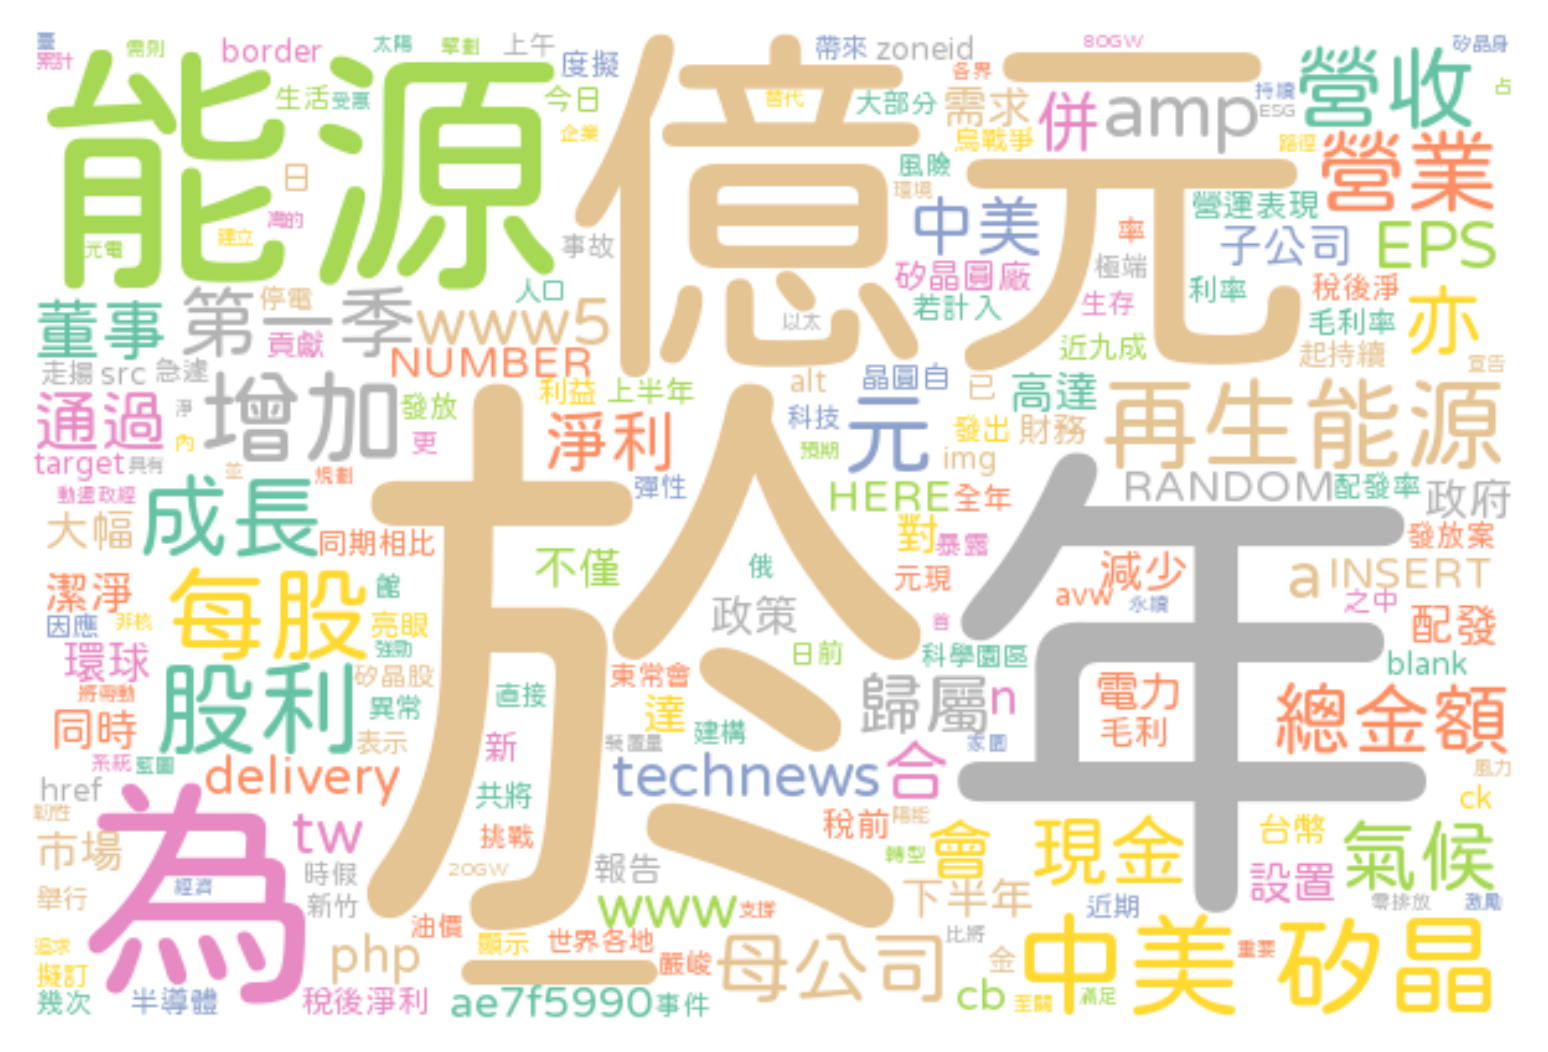 臺
累計
需別
border
太陽
擘劃
上午
度擬
帶來
zoneid
80GW
矽晶身
能源
億元
生活
受惠
今日
企業
替代
大部分
各界
需求
併
amp
持續
ESG
營收
占
烏戰爭
路徑
風險
環境
營業
日
光電
建立
事故
中美
率
營運表現
子公司
EPS
矽晶圓廠
極端
人口
停電
董事
第一季
貢獻
www5
以太
若計入
生存
利率
稅後淨
毛利率
亦
近九成
起持續
宣告
走揚
src
急遽
NUMBER
增加
發放
利益
上半年
alt
晶圓自
已
高達
再生能源
通過
淨
內
更
淨利
科技
元
發出
財務
預期
img
target
具有
並
規劃
動盪政經
彈性
HERE
全年
RANDOM
配發率
政府
大幅
成長
同期相比
於
年
不僅
俄
對
暴露
發放案
元現
減少
a
INSERT
潔淨
每股
館
因應
非核
亮眼
強勁
政策
首
avw
永續
之中
配發
環球
股利
矽晶股
東常會
日前
科學園區
blank
將帶動
同時
異常
直接
達
建構
歸屬
n
電力
毛利
總金額
表示
新
裝置量
家園
系統
藍圖
href
delivery
technews
合
風力
共將
ck
韌性
為
tw
挑戰
稅前
陽能
轉型
會
現金
台幣
氣候
市場
時假
20GW
報告
設置
舉行
經濟
新竹
www
支撐
下半年
近期
零排放
激勵
追求
油價
顯示
世界各地
比將
中美矽晶
重要
擬訂
php
一
嚴峻
母公司
金
幾次
半導體
稅後淨利
ae7f5990
事件
cb
至關
滿足